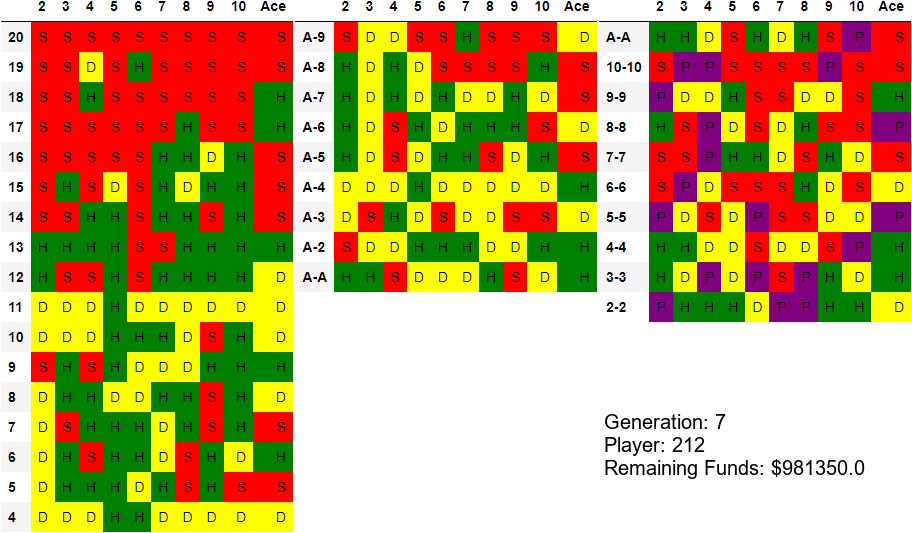 2 3 4 5 6 7 8 9 10 Ace
20 S S S S S S S S S S
19 S S D S H S S S S S
18 S S H S S S S S S H
17 S S S S S S H S S H
16 S S S S S H H D H S
15 S H S D S H D H H S
14 S S H H S H H S H S
13 H H H H S S H H H H
12 H S S H S H H H H D
11 D D D H D D D D D D
10 D D D H H H D S H D
9 S H S H D D D H H H
8 D H H D D H H S H D
7 D S H H H D H S H S
6 D H S H H D S H D H
5 D H H H D H S H S S
4 D D D H H D D D D D
2 3 4 5 6 7 8 9 10 Ace
A-9 S D D S S H S S S D
A-8 H D H D S S S S H S
A-7 H D H D H D D H D S
A-6 H D S H D H H H S D
A-5 H D S D H H S D H S
A-4 D D D H D D D D D H
A-3 D S H D S D D S S D
A-2 S D D H H H D D H H
A-A H H S D D D H S D H
2 3 4 5 6 7 8 9 10 Ace
A-A H H D S H D H S P S
10-10 S P P S S S S P S S
9-9 P D D H S S D D S H
8-8 H S P D S D H S S P
7-7 S S P H H D S H D S
6-6 S P D S S S H D S D
5-5 P D S D P S S D D P
4-4 H H D D S D D S P H
3-3 H D P D P S P H D H
2-2 P H H H D P P H H D
Generation: 7
Player: 212
Remaining Funds: $981350.0